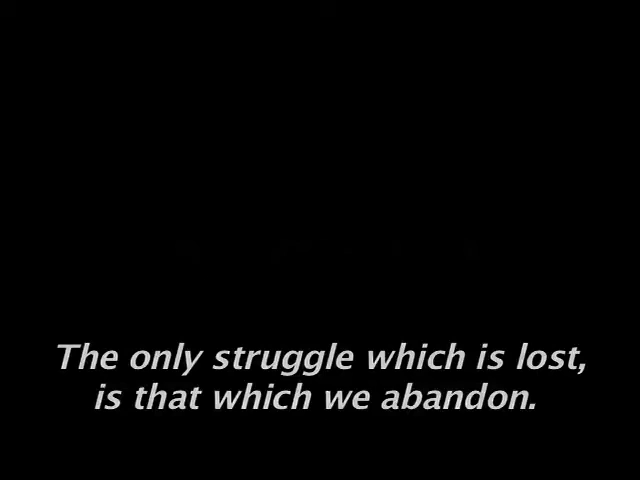 The only struggle which is lost,
is that which we abandon.